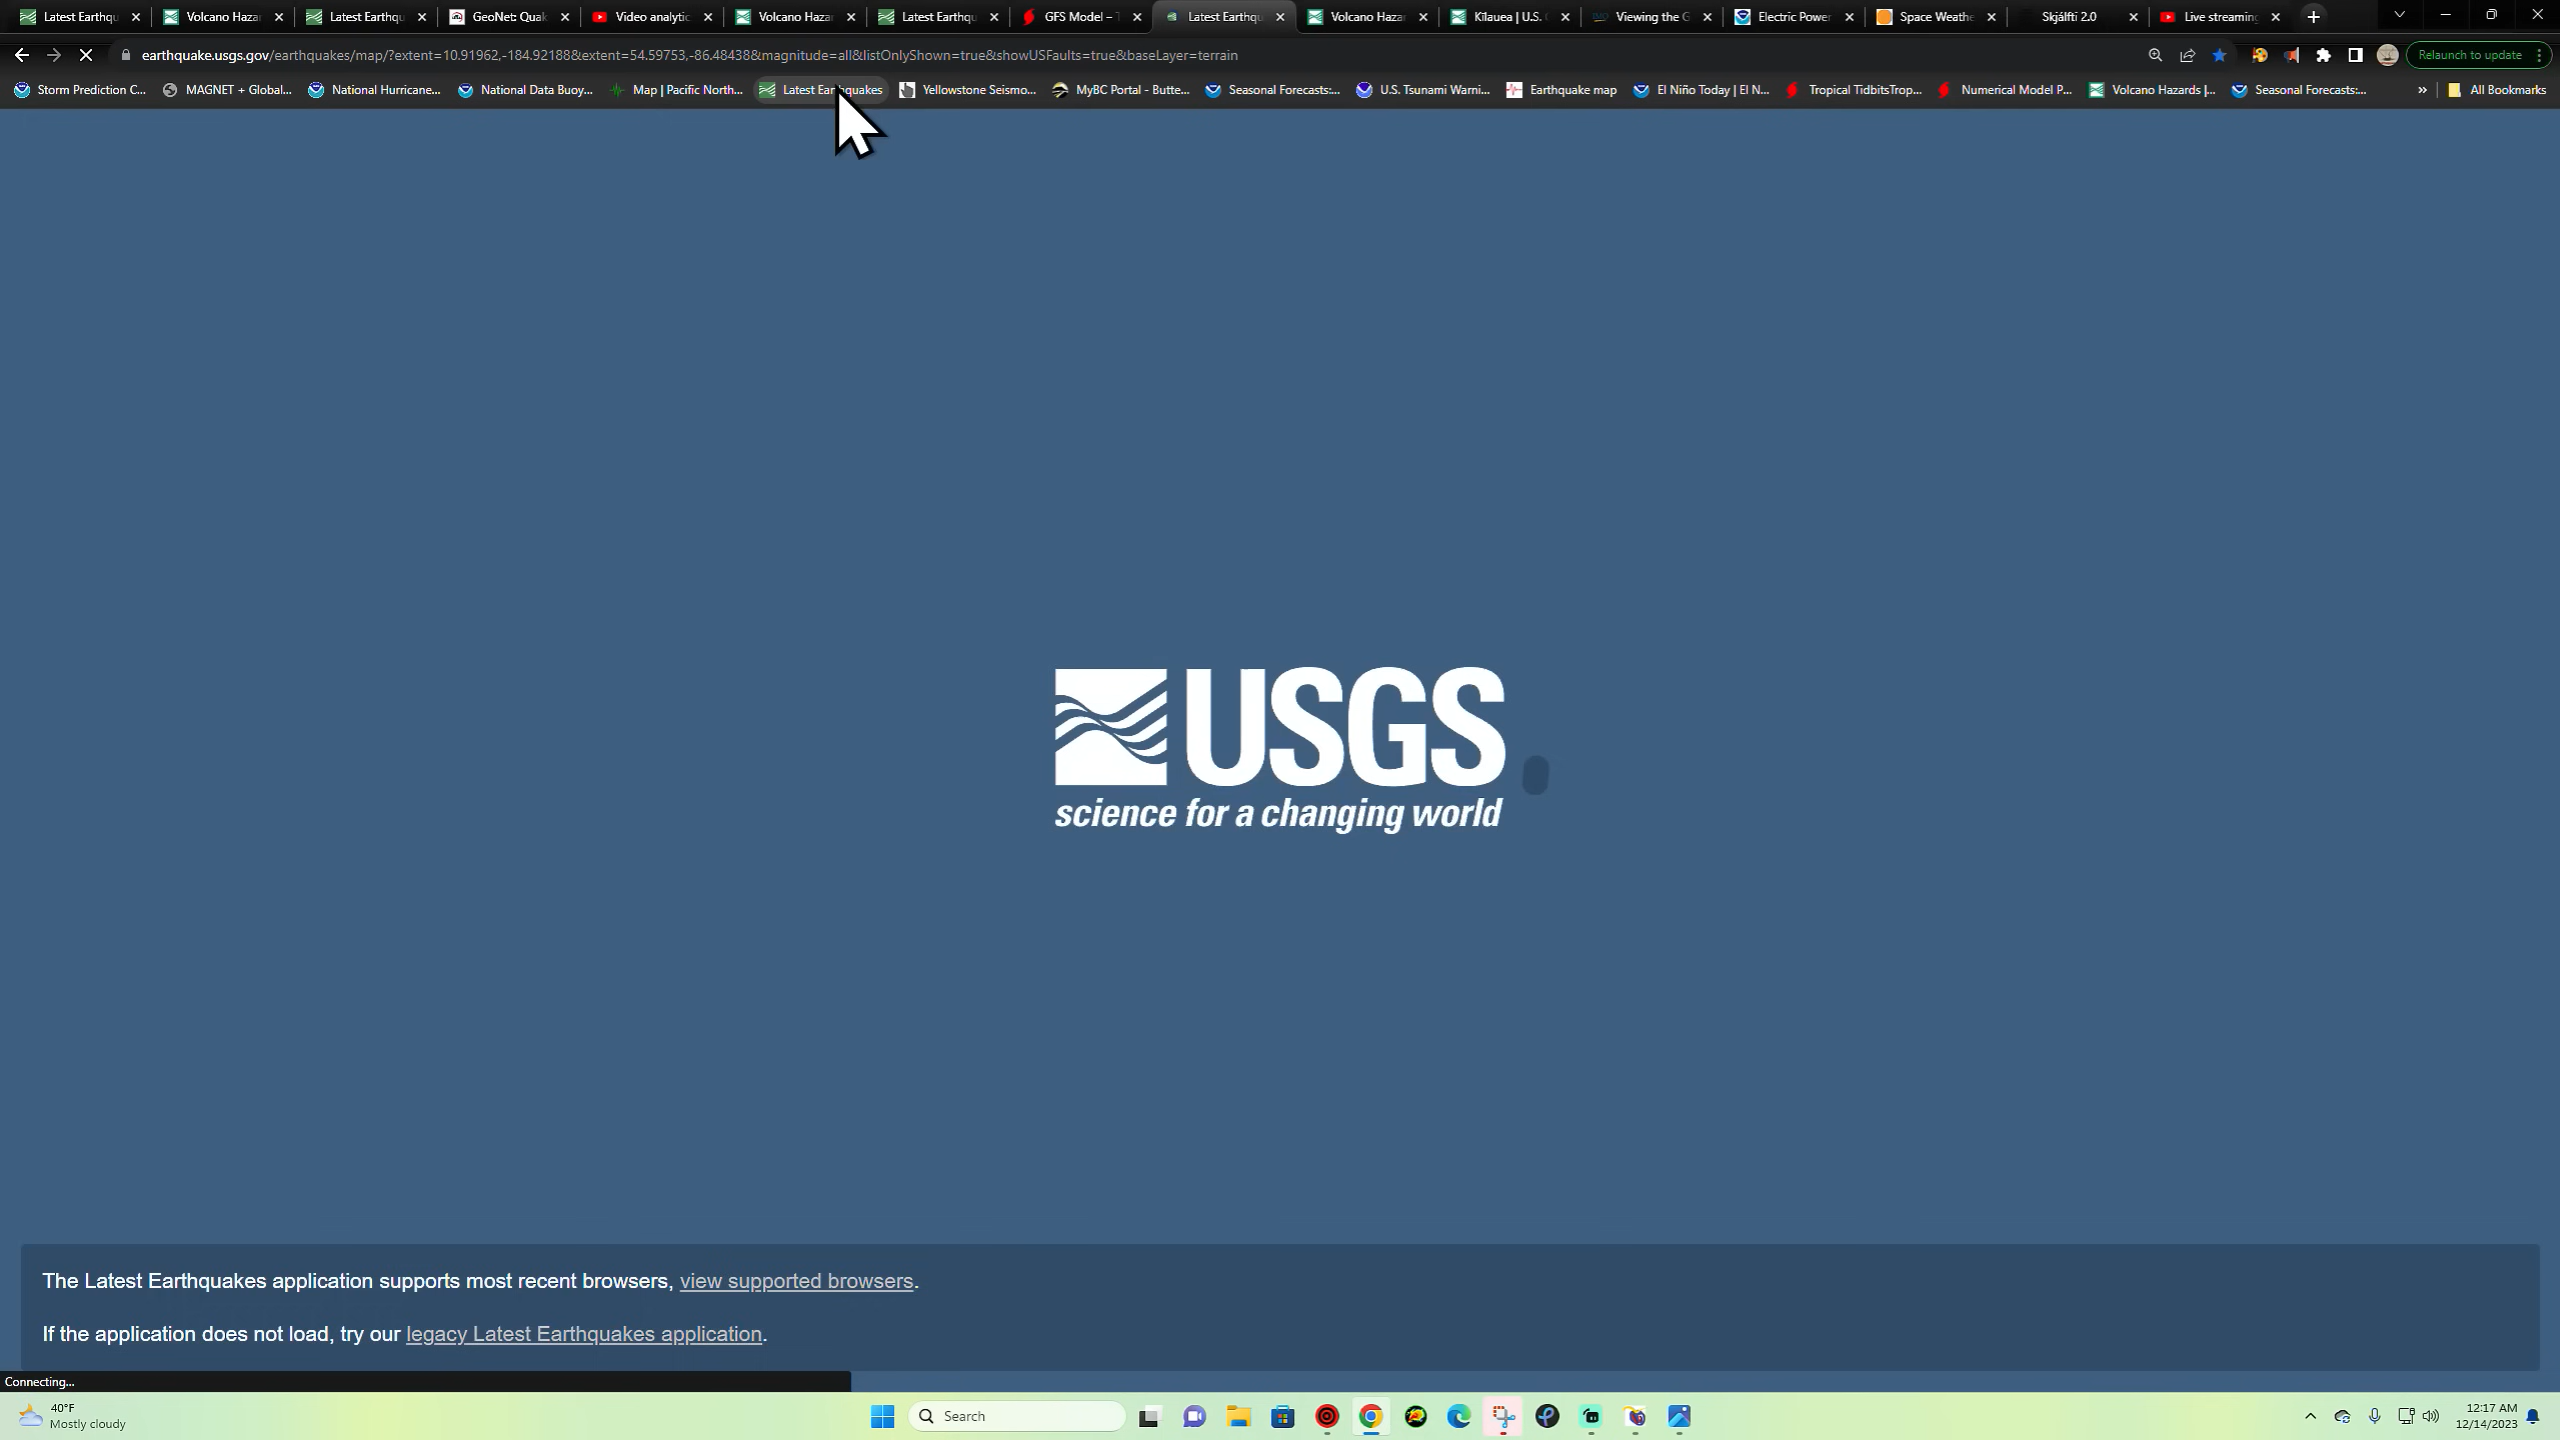 Latest Earthqu
Volcano Hazar
Latest Earthqu
GeoNet: Quak
Video analytic
Volcano Hazar
Latest Earthqu
GFS Model – T
Latest Earthqu
Volcano Hazar
Kīlauea | U.S. G
Viewing the G
Electric Power
Space Weathe
Skjálfti 2.0
Live streaming
earthquake.usgs.gov/earthquakes/map/?extent=10.91962,-184.92188&extent=54.59753,-86.48438&magnitude=all&listOnlyShown=true&showUSFaults=true&baseLayer=terrain
Relaunch to update
Storm Prediction C...
MAGNET + Global...
National Hurricane...
National Data Buoy...
Map | Pacific North...
Latest Earthquakes
Yellowstone Seismo...
MyBC Portal - Butte...
Seasonal Forecasts:...
U.S. Tsunami Warni...
Earthquake map
El Niño Today | El N...
Tropical TidbitsTrop...
Numerical Model P...
Volcano Hazards |...
Seasonal Forecasts:...
All Bookmarks
USGS
science for a changing world
The Latest Earthquakes application supports most recent browsers, view supported browsers.
If the application does not load, try our legacy Latest Earthquakes application.
Connecting...
40°F
Mostly cloudy
Search
12:17 AM
12/14/2023